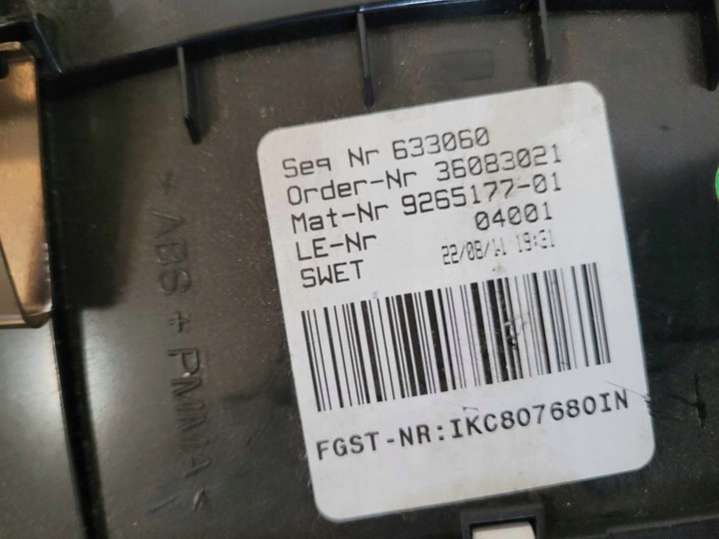 Seq Nr 633060
Order-Nr 36083021
Mat-Nr 9265177-01
LE-Nr 04001
SWET 22/08/11 19:31
FGST-NR:IKC807680IN
>ABS+PMMA<